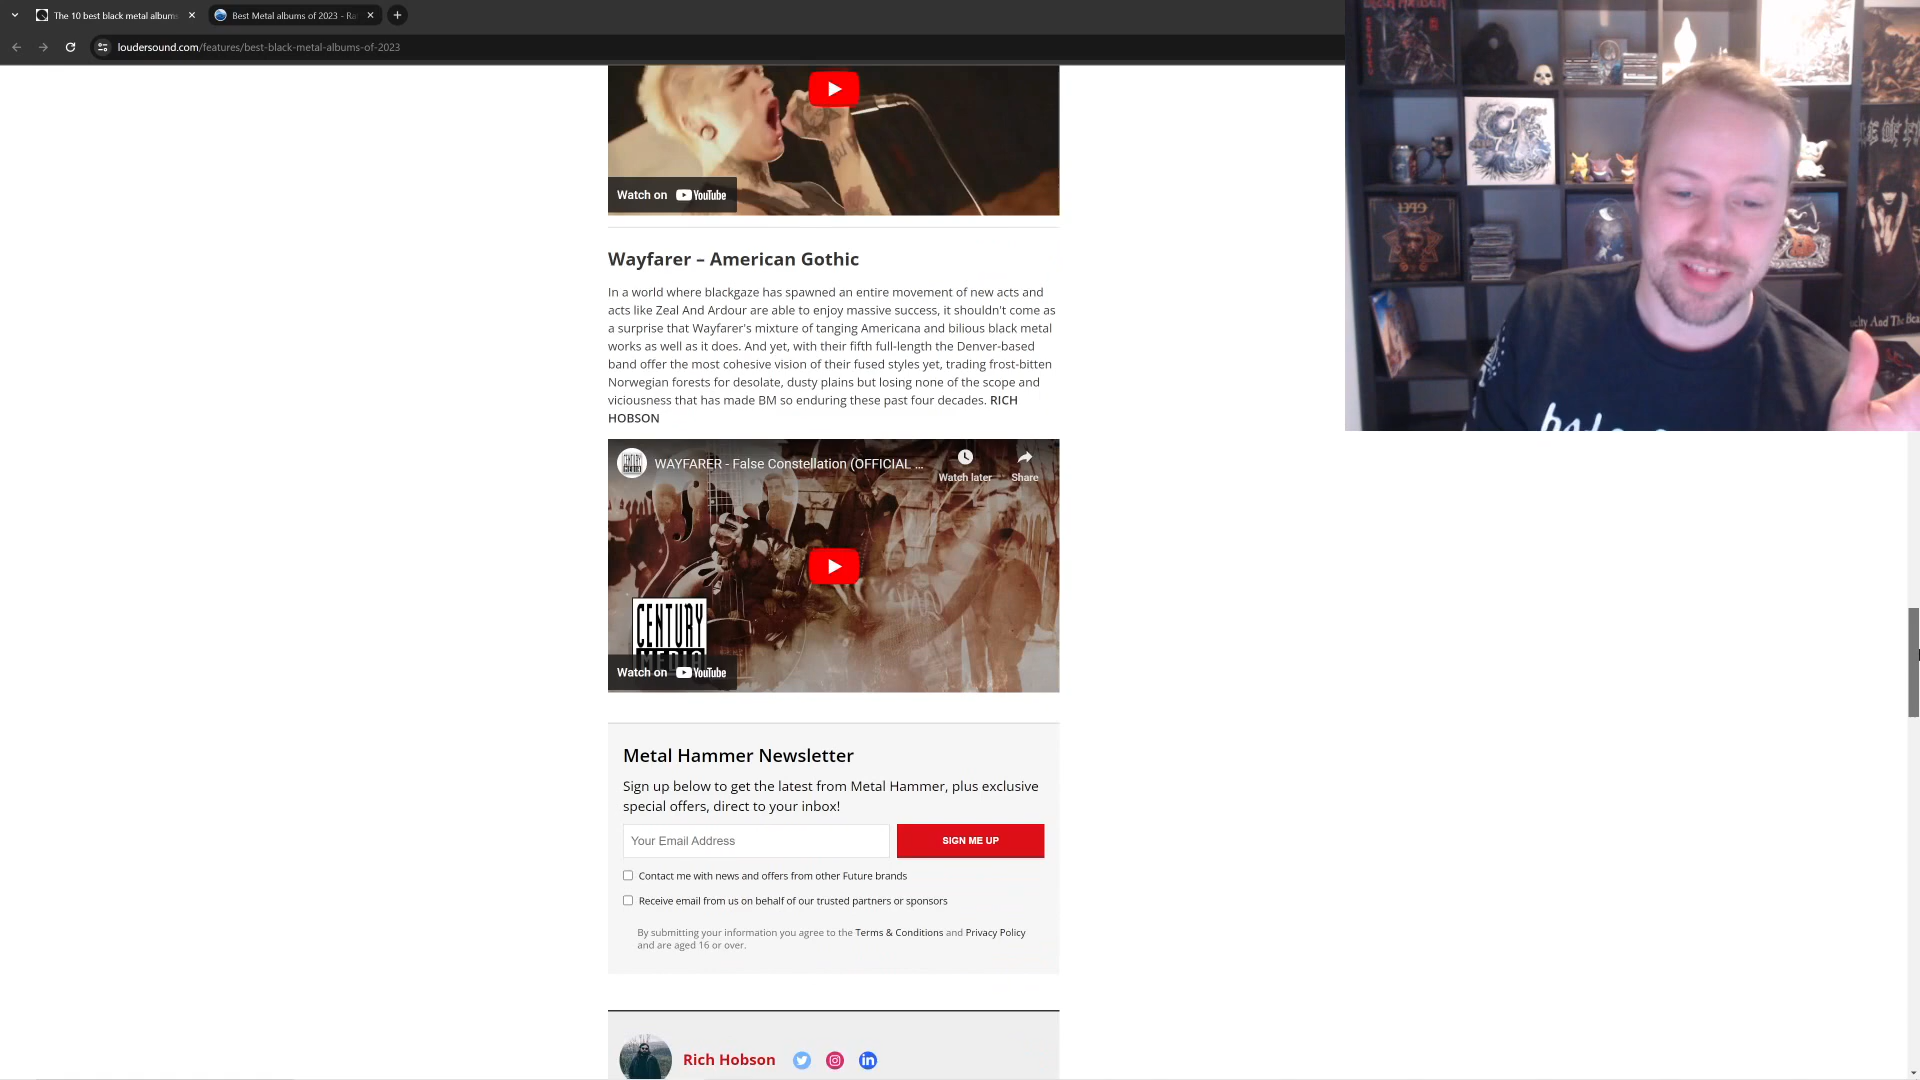 The 10 best black metal album
Best Metal albums of 2023 - Ra
loudersound.com/features/best-black-metal-albums-of-2023
Watch on YouTube
Wayfarer – American Gothic
In a world where blackgaze has spawned an entire movement of new acts and
acts like Zeal And Ardour are able to enjoy massive success, it shouldn't come as
a surprise that Wayfarer's mixture of tanging Americana and bilious black metal
works as well as it does. And yet, with their fifth full-length the Denver-based
band offer the most cohesive vision of their fused styles yet, trading frost-bitten
Norwegian forests for desolate, dusty plains but losing none of the scope and
viciousness that has made BM so enduring these past four decades. RICH
HOBSON
WAYFARER - False Constellation (OFFICIAL ...
Watch later
Share
CENTURY
MEDIA
Watch on YouTube
Metal Hammer Newsletter
Sign up below to get the latest from Metal Hammer, plus exclusive
special offers, direct to your inbox!
Your Email Address
SIGN ME UP
Contact me with news and offers from other Future brands
Receive email from us on behalf of our trusted partners or sponsors
By submitting your information you agree to the Terms & Conditions and Privacy Policy
and are aged 16 or over.
Rich Hobson